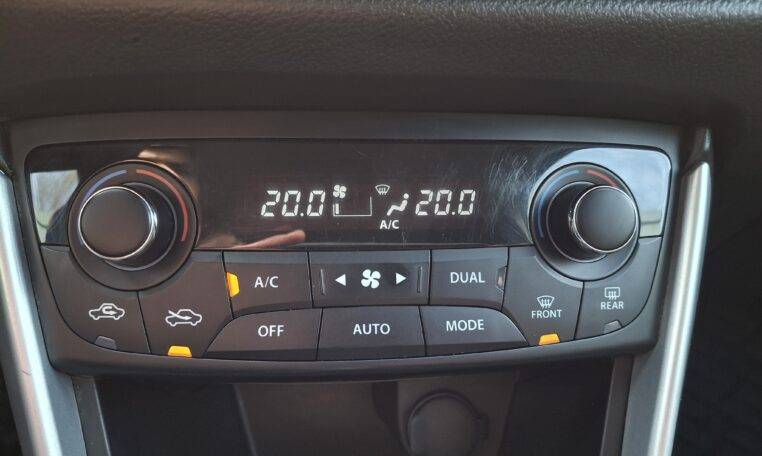 20.0 20.0
A/C
A/C DUAL
OFF AUTO MODE FRONT REAR